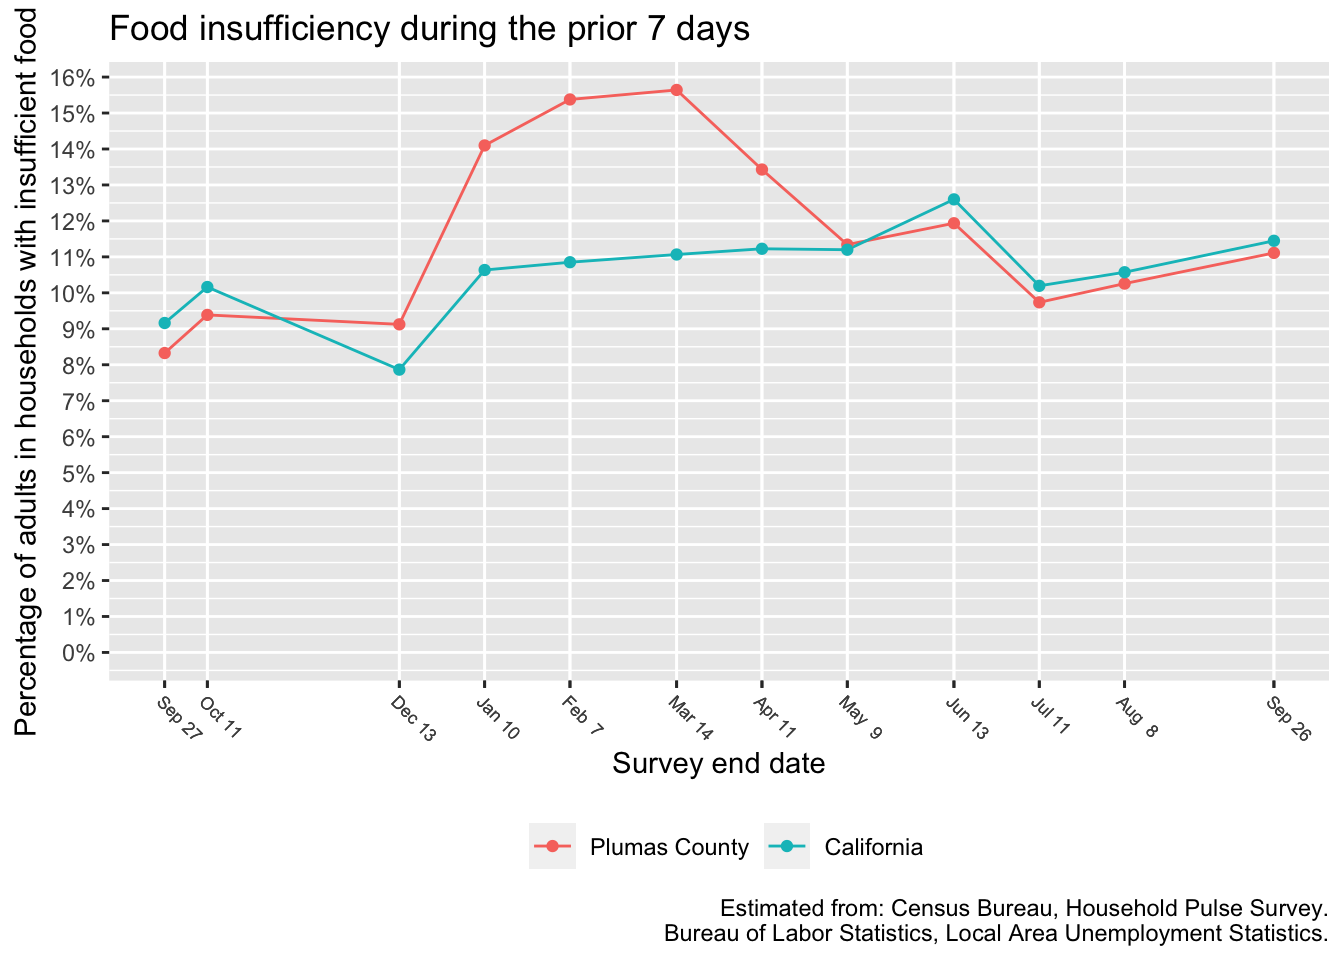 Food insufficiency during the prior 7 days
Percentage of adults in households with insufficient food
16%
15%
14%
13%
12%
11%
10%
9%
8%
7%
6%
5%
4%
3%
2%
1%
0%
Sep 27
Oct 11
Dec 13
Jan 10
Feb 7
Mar 14
Apr 11
May 9
Jun 13
Jul 11
Aug 8
Sep 26
Survey end date
Plumas County
California
Estimated from: Census Bureau, Household Pulse Survey.
Bureau of Labor Statistics, Local Area Unemployment Statistics.